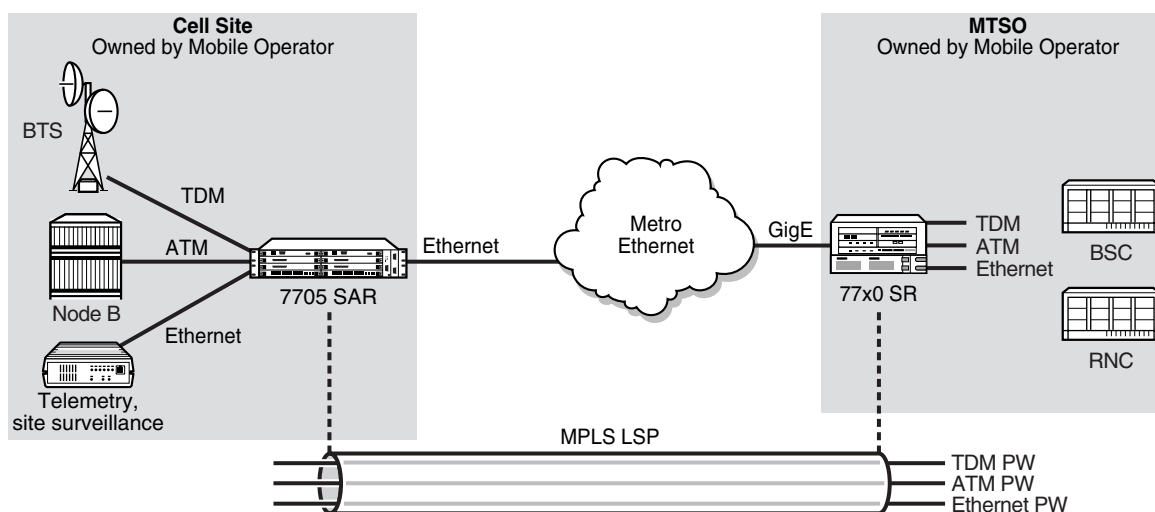 Cell Site
Owned by Mobile Operator
BTS
TDM
Node B
ATM
Telemetry,
site surveillance
Ethernet
7705 SAR
Ethernet
Metro
Ethernet
GigE
MTSO
Owned by Mobile Operator
77x0 SR
TDM
ATM
Ethernet
BSC
RNC
MPLS LSP
TDM PW
ATM PW
Ethernet PW